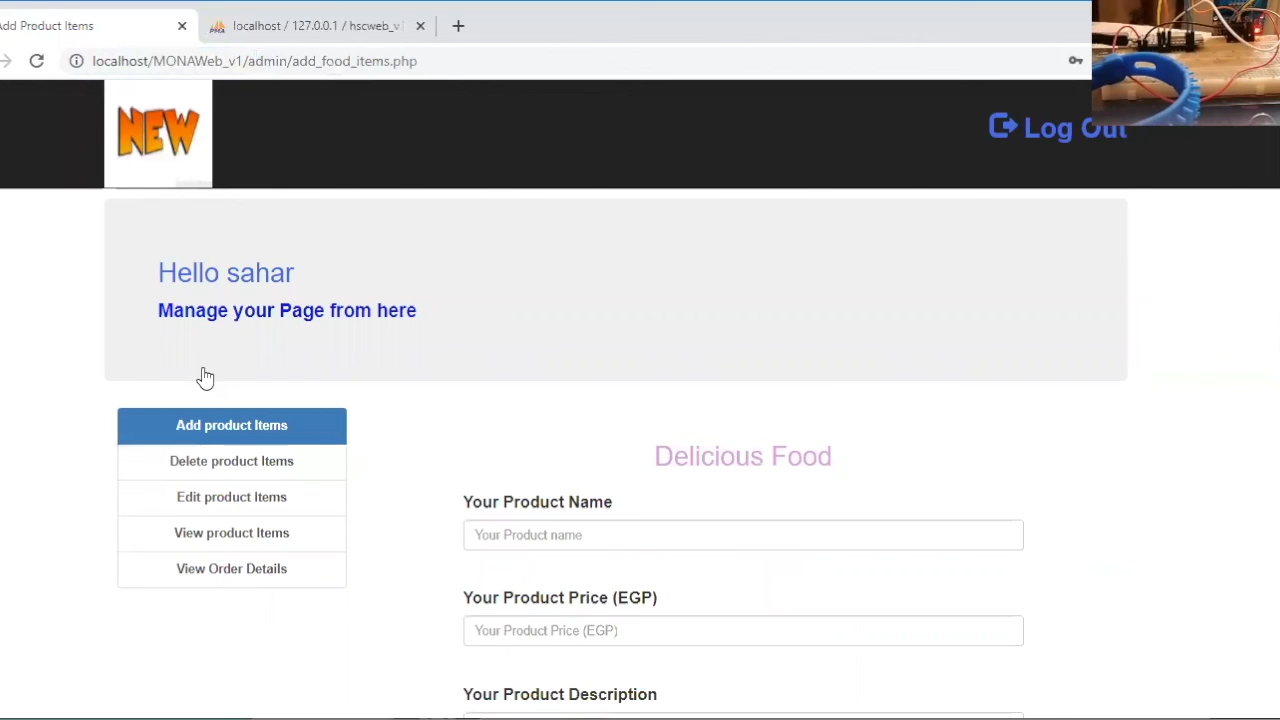 Add Product Items
localhost / 127.0.0.1 / hscweb_v
localhost/MONAWeb_v1/admin/add_food_items.php
NEW
Log Out
Hello sahar
Manage your Page from here
Add product Items
Delete product Items
Edit product Items
View product Items
View Order Details
Delicious Food
Your Product Name
Your Product name
Your Product Price (EGP)
Your Product Price (EGP)
Your Product Description